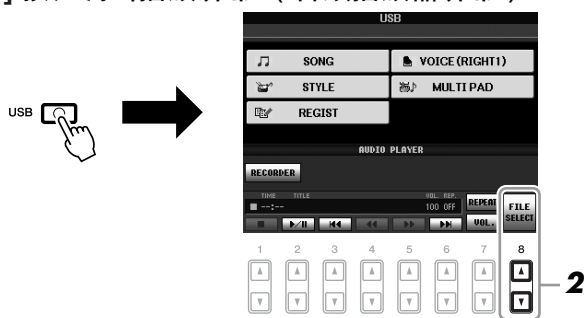 USB
SONG
VOICE(RIGHT1)
STYLE
MULTI PAD
REGIST
USB
AUDIO PLAYER
RECORDER
TIME TITLE VOL. REP.
--:-- 100 OFF
REPEAT
FILE SELECT
VOL.
1 2 3 4 5 6 7 8
2